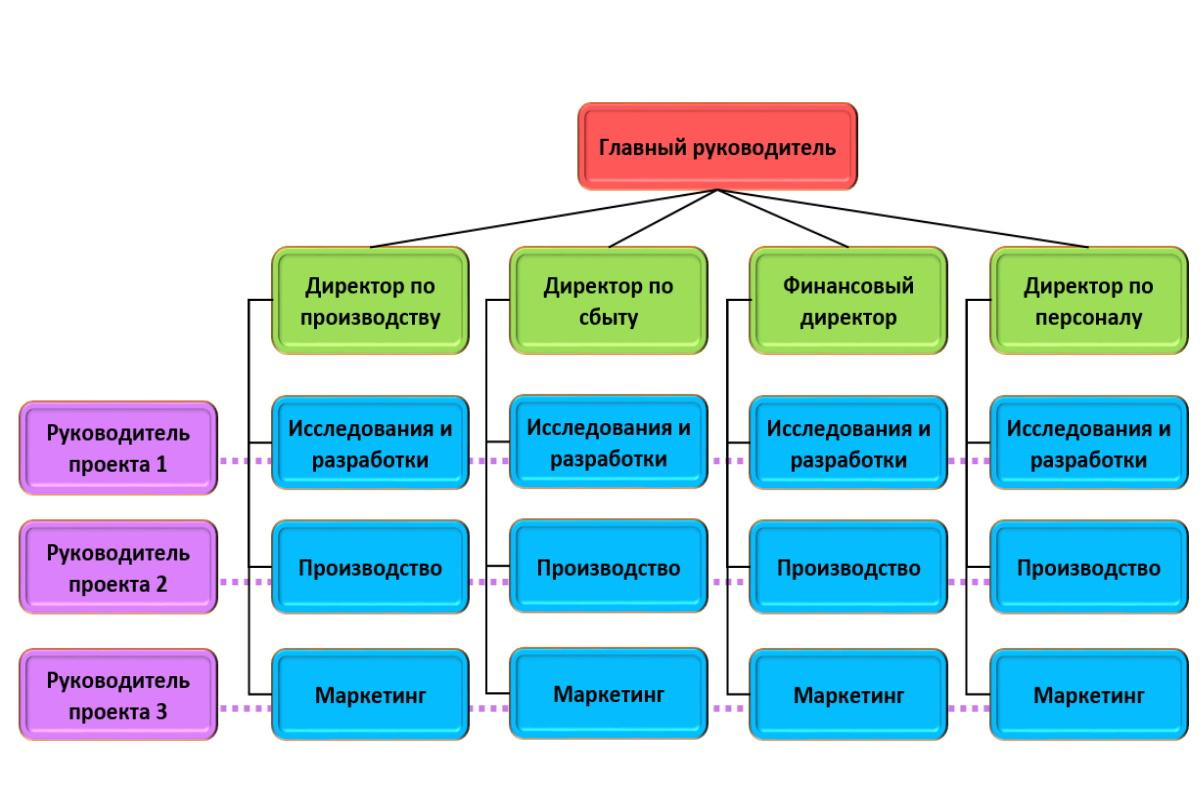 Главный руководитель
Директор по
производству
Директор по
сбыту
Финансовый
директор
Директор по
персоналу
Руководитель
проекта 1
Исследования и
разработки
Исследования и
разработки
Исследования и
разработки
Исследования и
разработки
Руководитель
проекта 2
Производство
Производство
Производство
Производство
Руководитель
проекта 3
Маркетинг
Маркетинг
Маркетинг
Маркетинг